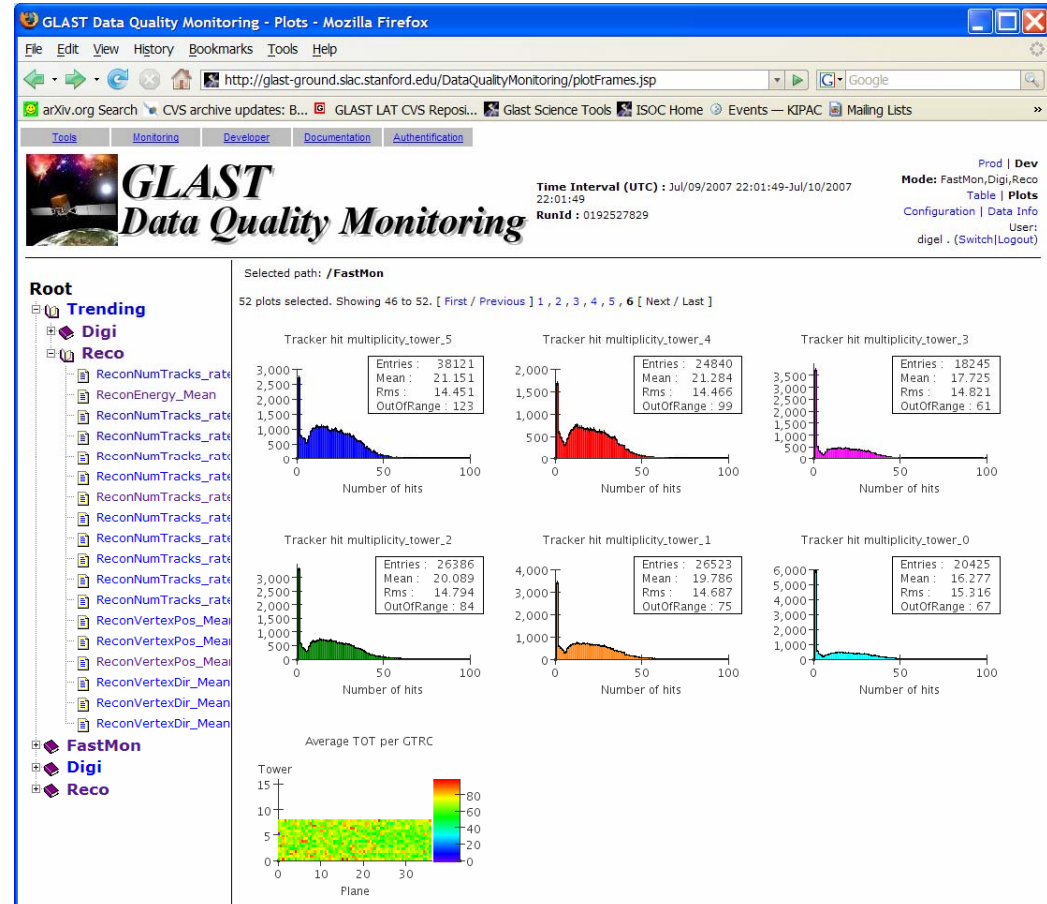 GLAST Data Quality Monitoring - Plots - Mozilla Firefox
File Edit View History Bookmarks Tools Help
http://glast-ground.slac.stanford.edu/DataQualityMonitoring/plotFrames.jsp
G Google
arXiv.org Search CVS archive updates: B... GLAST LAT CVS Reposi... Glast Science Tools ISOC Home Events — KIPAC Mailing Lists »
Tools Monitoring Developer Documentation Authentification
GLAST
Data Quality Monitoring
Time Interval (UTC) : Jul/09/2007 22:01:49-Jul/10/2007
22:01:49
RunId : 0192527829
Prod | Dev
Mode: FastMon,Digi,Reco
Table | Plots
Configuration | Data Info
User:
digel . (Switch|Logout)
Root
Trending
Digi
Reco
ReconNumTracks_rate
ReconEnergy_Mean
ReconNumTracks_rate
ReconNumTracks_rate
ReconNumTracks_rate
ReconNumTracks_rate
ReconNumTracks_rate
ReconNumTracks_rate
ReconNumTracks_rate
ReconNumTracks_rate
ReconNumTracks_rate
ReconNumTracks_rate
ReconVertexPos_Mean
ReconVertexPos_Mean
ReconVertexPos_Mean
ReconVertexDir_Mean
ReconVertexDir_Mean
ReconVertexDir_Mean
FastMon
Digi
Reco
Selected path: /FastMon
52 plots selected. Showing 46 to 52. [ First / Previous ] 1 , 2 , 3 , 4 , 5 , 6 [ Next / Last ]
Tracker hit multiplicity_tower_5
Entries : 38121
Mean : 21.151
Rms : 14.451
OutOfRange : 123
3,000
2,500
2,000
1,500
1,000
500
0
0 50 100
Number of hits
Tracker hit multiplicity_tower_4
Entries : 24840
Mean : 21.284
Rms : 14.466
OutOfRange : 99
2,000
1,500
1,000
500
0
0 50 100
Number of hits
Tracker hit multiplicity_tower_3
Entries : 18245
Mean : 17.725
Rms : 14.821
OutOfRange : 61
3,500
3,000
2,500
2,000
1,500
1,000
500
0
0 50 100
Number of hits
Tracker hit multiplicity_tower_2
Entries : 26386
Mean : 20.089
Rms : 14.794
OutOfRange : 84
3,000
2,500
2,000
1,500
1,000
500
0
0 50 100
Number of hits
Tracker hit multiplicity_tower_1
Entries : 26523
Mean : 19.786
Rms : 14.687
OutOfRange : 75
4,000
3,000
2,000
1,000
0
0 50 100
Number of hits
Tracker hit multiplicity_tower_0
Entries : 20425
Mean : 16.277
Rms : 15.316
OutOfRange : 67
6,000
5,000
4,000
3,000
2,000
1,000
0
0 50 100
Number of hits
Average TOT per GTRC
Tower
15
10
5
0
0 10 20 30
Plane
80
60
40
20
0